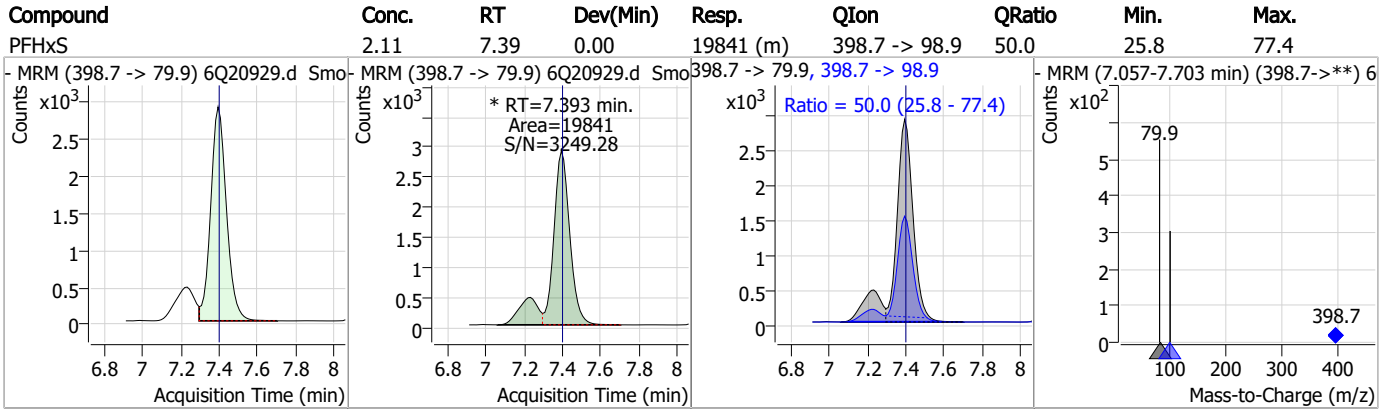 Compound Conc. RT Dev(Min) Resp. QIon QRatio Min. Max.
PFHxS 2.11 7.39 0.00 19841 (m) 398.7 -> 98.9 50.0 25.8 77.4
- MRM (398.7 -> 79.9) 6Q20929.d Smo
Counts
x10³
2.5
2
1.5
1
0.5
0
6.8 7 7.2 7.4 7.6 7.8 8
Acquisition Time (min)
- MRM (398.7 -> 79.9) 6Q20929.d Smo
Counts
x10³
* RT=7.393 min.
Area=19841
S/N=3249.28
3
2.5
2
1.5
1
0.5
0
6.8 7 7.2 7.4 7.6 7.8 8
Acquisition Time (min)
398.7 -> 79.9, 398.7 -> 98.9
Counts
x10³
Ratio = 50.0 (25.8 - 77.4)
2.5
2
1.5
1
0.5
0
6.8 7 7.2 7.4 7.6 7.8 8
Acquisition Time (min)
- MRM (7.057-7.703 min) (398.7->**) 6
Counts
x10²
79.9
5
4
3
2
1
0
398.7
100 200 300 400
Mass-to-Charge (m/z)